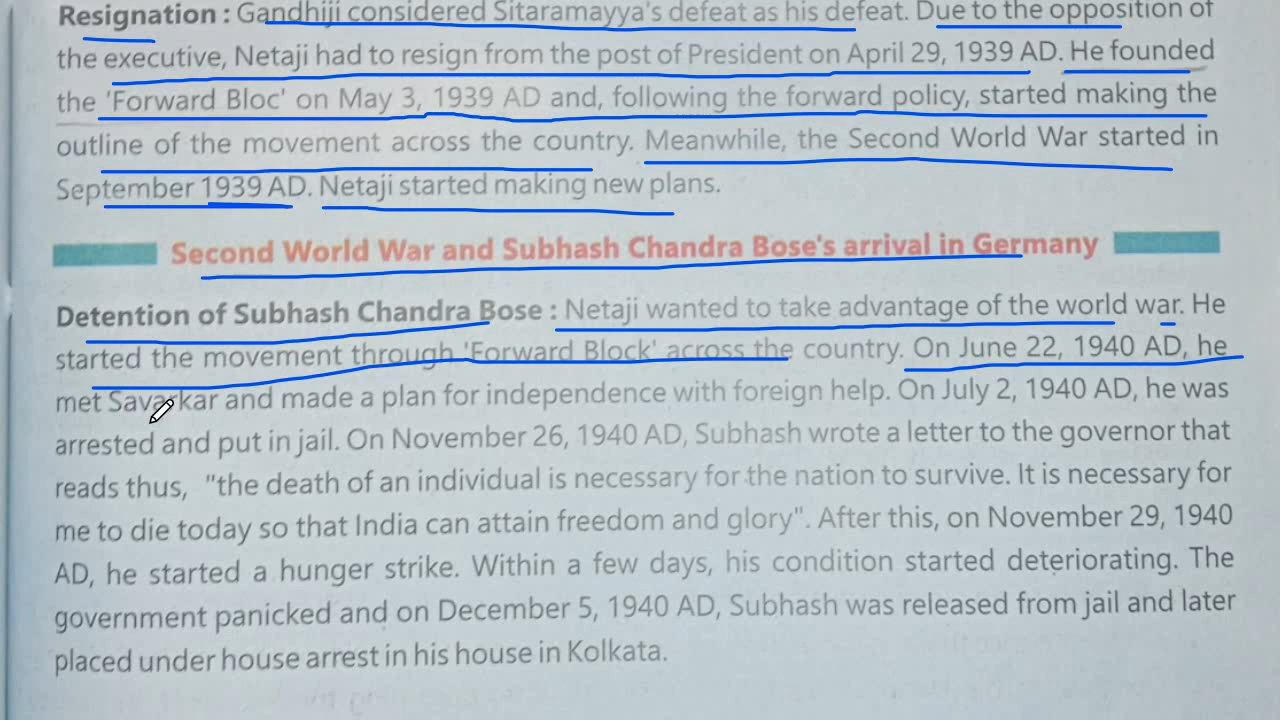 Resignation : Gandhiji considered Sitaramayya's defeat as his defeat. Due to the opposition of
the executive, Netaji had to resign from the post of President on April 29, 1939 AD. He founded
the 'Forward Bloc' on May 3, 1939 AD and, following the forward policy, started making the
outline of the movement across the country. Meanwhile, the Second World War started in
September 1939 AD. Netaji started making new plans.
Second World War and Subhash Chandra Bose's arrival in Germany
Detention of Subhash Chandra Bose : Netaji wanted to take advantage of the world war. He
started the movement through 'Forward Block' across the country. On June 22, 1940 AD, he
met Savarkar and made a plan for independence with foreign help. On July 2, 1940 AD, he was
arrested and put in jail. On November 26, 1940 AD, Subhash wrote a letter to the governor that
reads thus, "the death of an individual is necessary for the nation to survive. It is necessary for
me to die today so that India can attain freedom and glory". After this, on November 29, 1940
AD, he started a hunger strike. Within a few days, his condition started deteriorating. The
government panicked and on December 5, 1940 AD, Subhash was released from jail and later
placed under house arrest in his house in Kolkata.